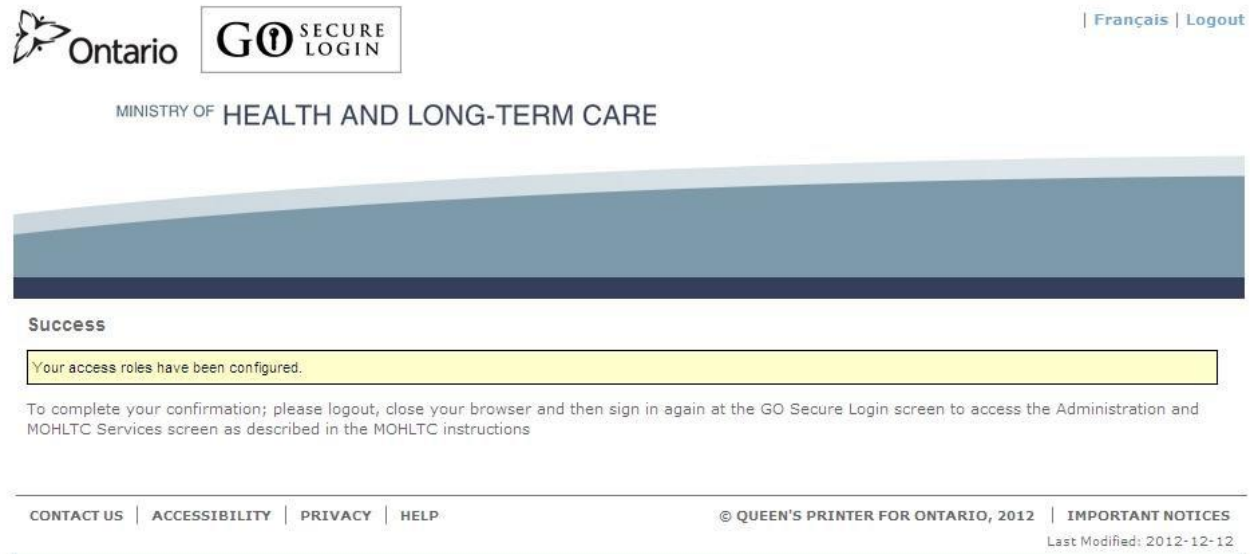 Ontario
GO SECURE LOGIN
| Français | Logout
MINISTRY OF HEALTH AND LONG-TERM CARE
Success
Your access roles have been configured.
To complete your confirmation; please logout, close your browser and then sign in again at the GO Secure Login screen to access the Administration and
MOHLTC Services screen as described in the MOHLTC instructions
CONTACT US | ACCESSIBILITY | PRIVACY | HELP
© QUEEN'S PRINTER FOR ONTARIO, 2012 | IMPORTANT NOTICES
Last Modified: 2012-12-12